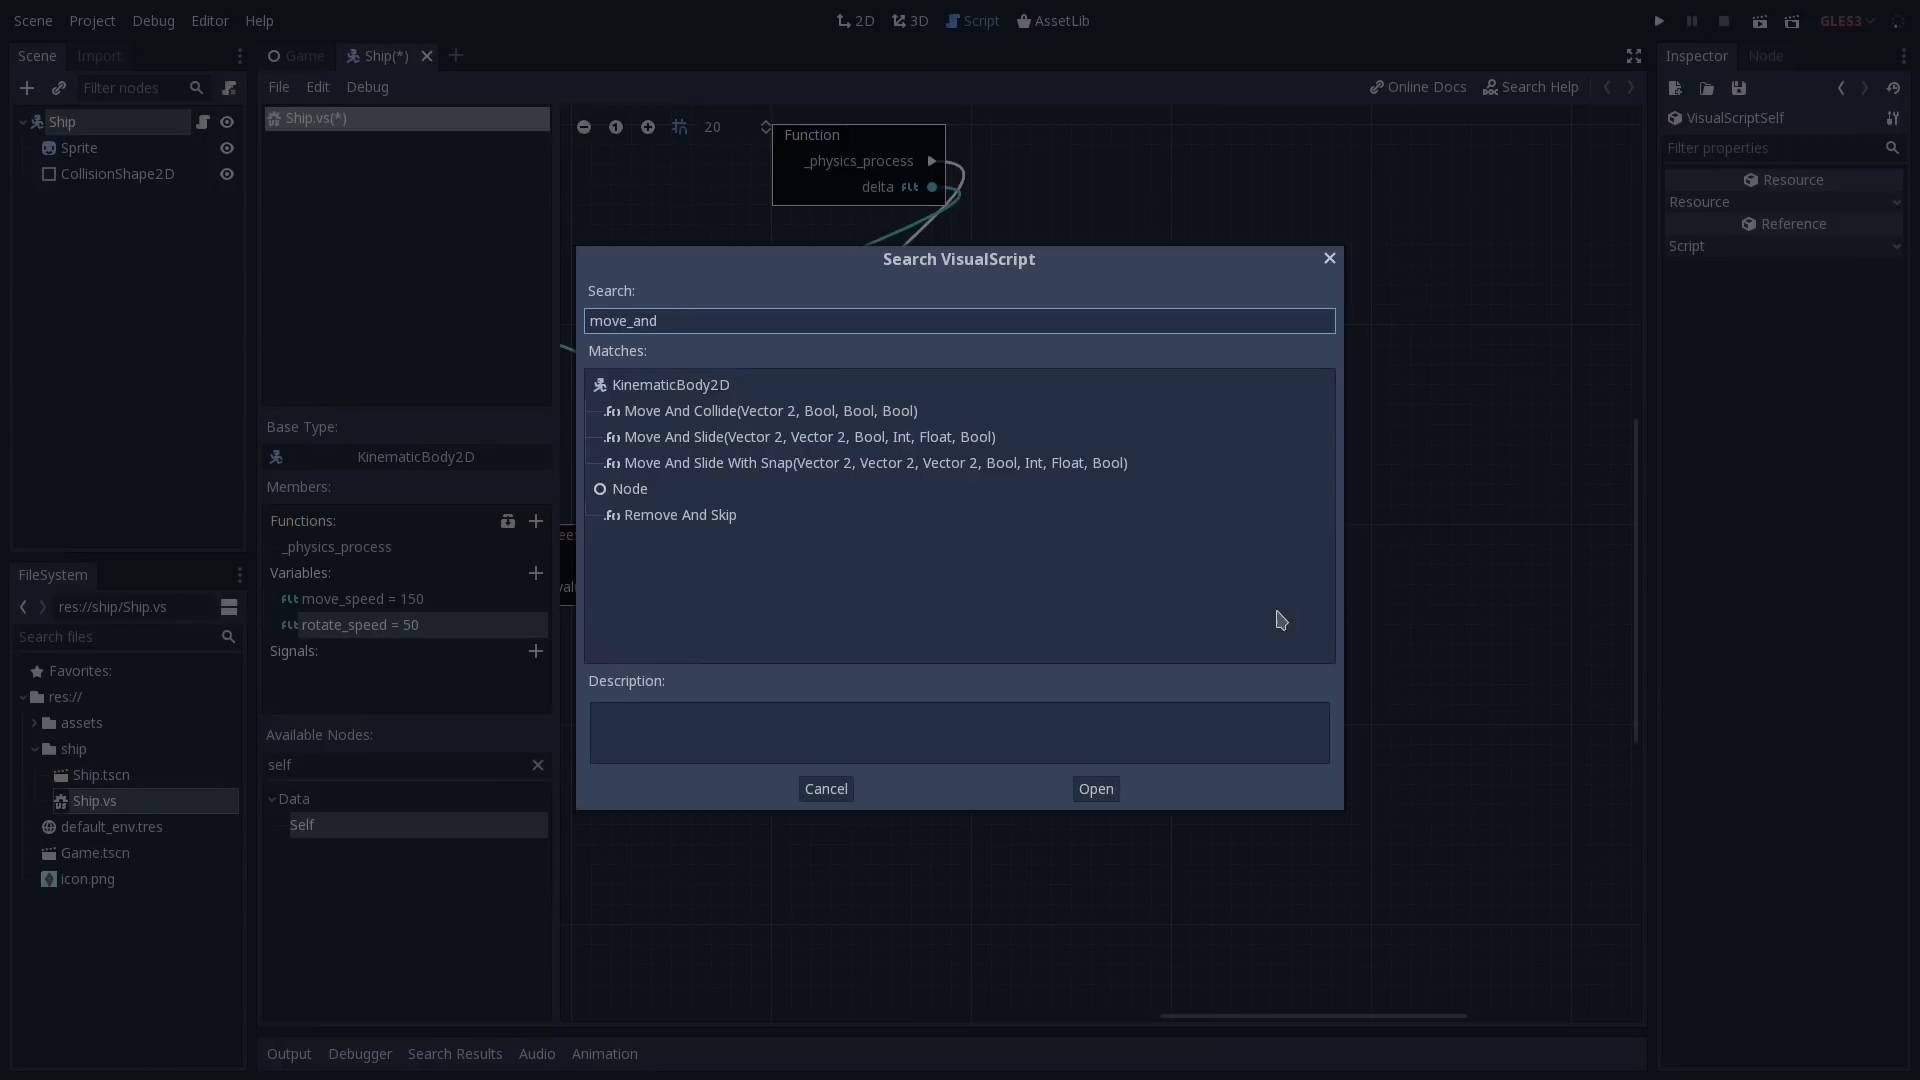 Scene Project Debug Editor Help
2D 3D Script AssetLib
GLES3
Scene Import
Filter nodes
Ship
Sprite
CollisionShape2D
FileSystem
res://ship/Ship.vs
Search files
Favorites:
res://
assets
ship
Ship.tscn
Ship.vs
default_env.tres
Game.tscn
icon.png
Game Ship(*)
File Edit Debug
Online Docs Search Help
Ship.vs(*)
Base Type:
KinematicBody2D
Members:
Functions:
_physics_process
Variables:
move_speed = 150
rotate_speed = 50
Signals:
Available Nodes:
self
Data
Self
20
Function
_physics_process
delta
Search VisualScript
Search:
move_and
Matches:
KinematicBody2D
Move And Collide(Vector 2, Bool, Bool, Bool)
Move And Slide(Vector 2, Vector 2, Bool, Int, Float, Bool)
Move And Slide With Snap(Vector 2, Vector 2, Vector 2, Bool, Int, Float, Bool)
Node
Remove And Skip
Description:
Cancel Open
Output Debugger Search Results Audio Animation
Inspector Node
VisualScriptSelf
Filter properties
Resource
Resource
Reference
Script